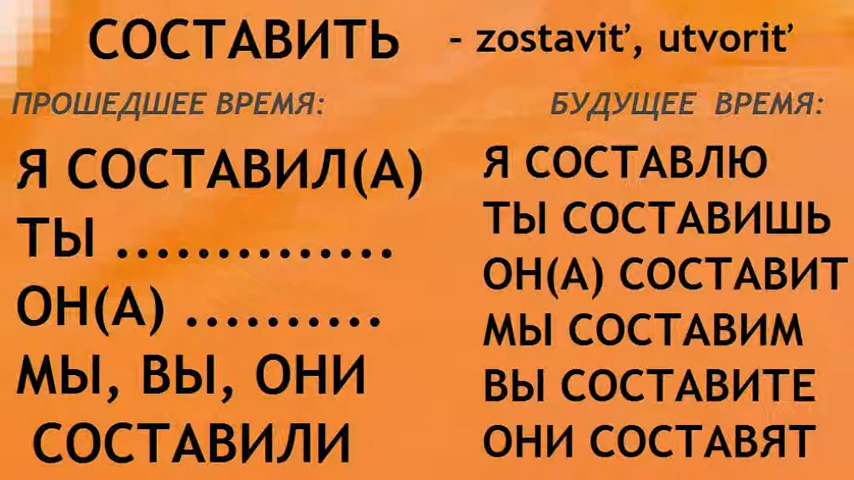 СОСТАВИТЬ - zostaviť, utvoriť
ПРОШЕДШЕЕ ВРЕМЯ:
Я СОСТАВИЛ(А)
ТЫ ..............
ОН(А) ..........
МЫ, ВЫ, ОНИ
СОСТАВИЛИ
БУДУЩЕЕ ВРЕМЯ:
Я СОСТАВЛЮ
ТЫ СОСТАВИШЬ
ОН(А) СОСТАВИТ
МЫ СОСТАВИМ
ВЫ СОСТАВИТЕ
ОНИ СОСТАВЯТ